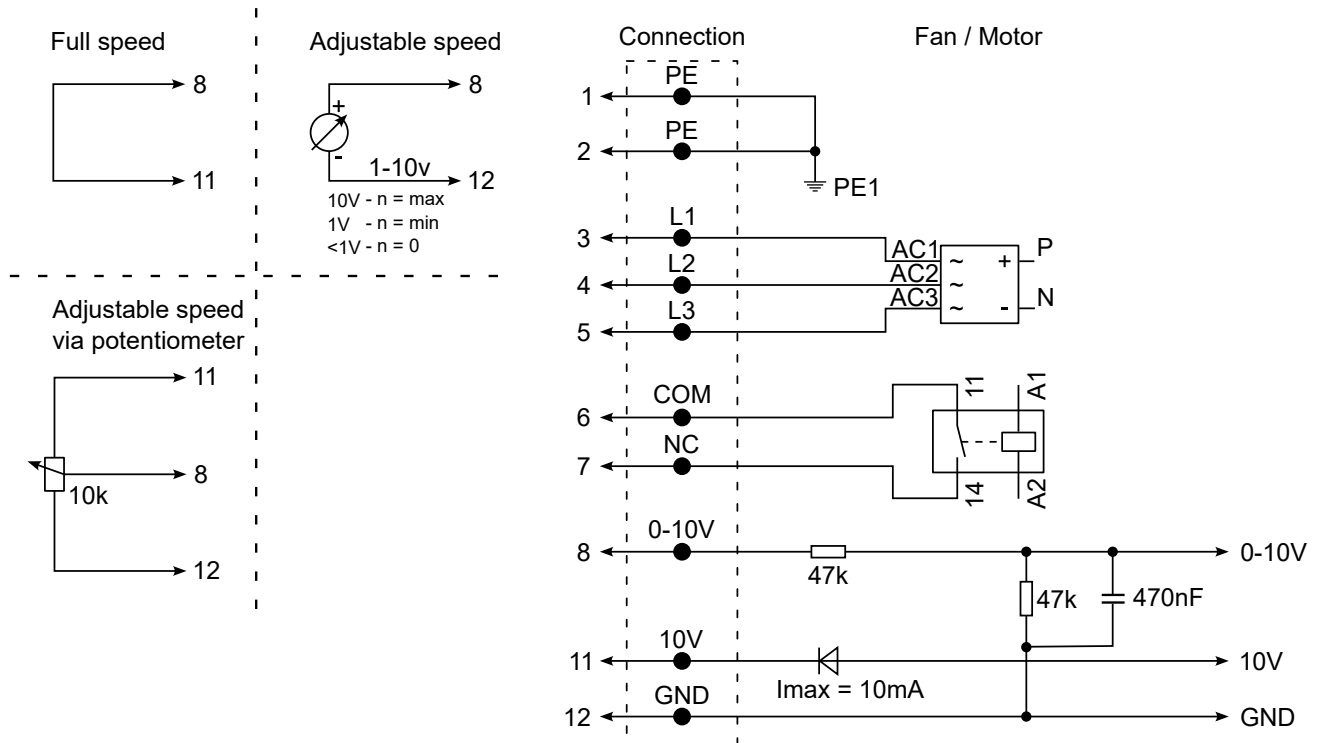 Full speed
8
11
Adjustable speed
8
+
-
1-10v
12
10V - n = max
1V - n = min
<1V - n = 0
Adjustable speed
via potentiometer
11
8
10k
12
Connection
Fan / Motor
1
PE
2
PE
PE1
3
L1
4
L2
5
L3
AC1
AC2
AC3
~
~
~
+
-
P
N
6
COM
7
NC
11
14
A1
A2
8
0-10V
47k
47k
470nF
0-10V
11
10V
Imax = 10mA
10V
12
GND
GND